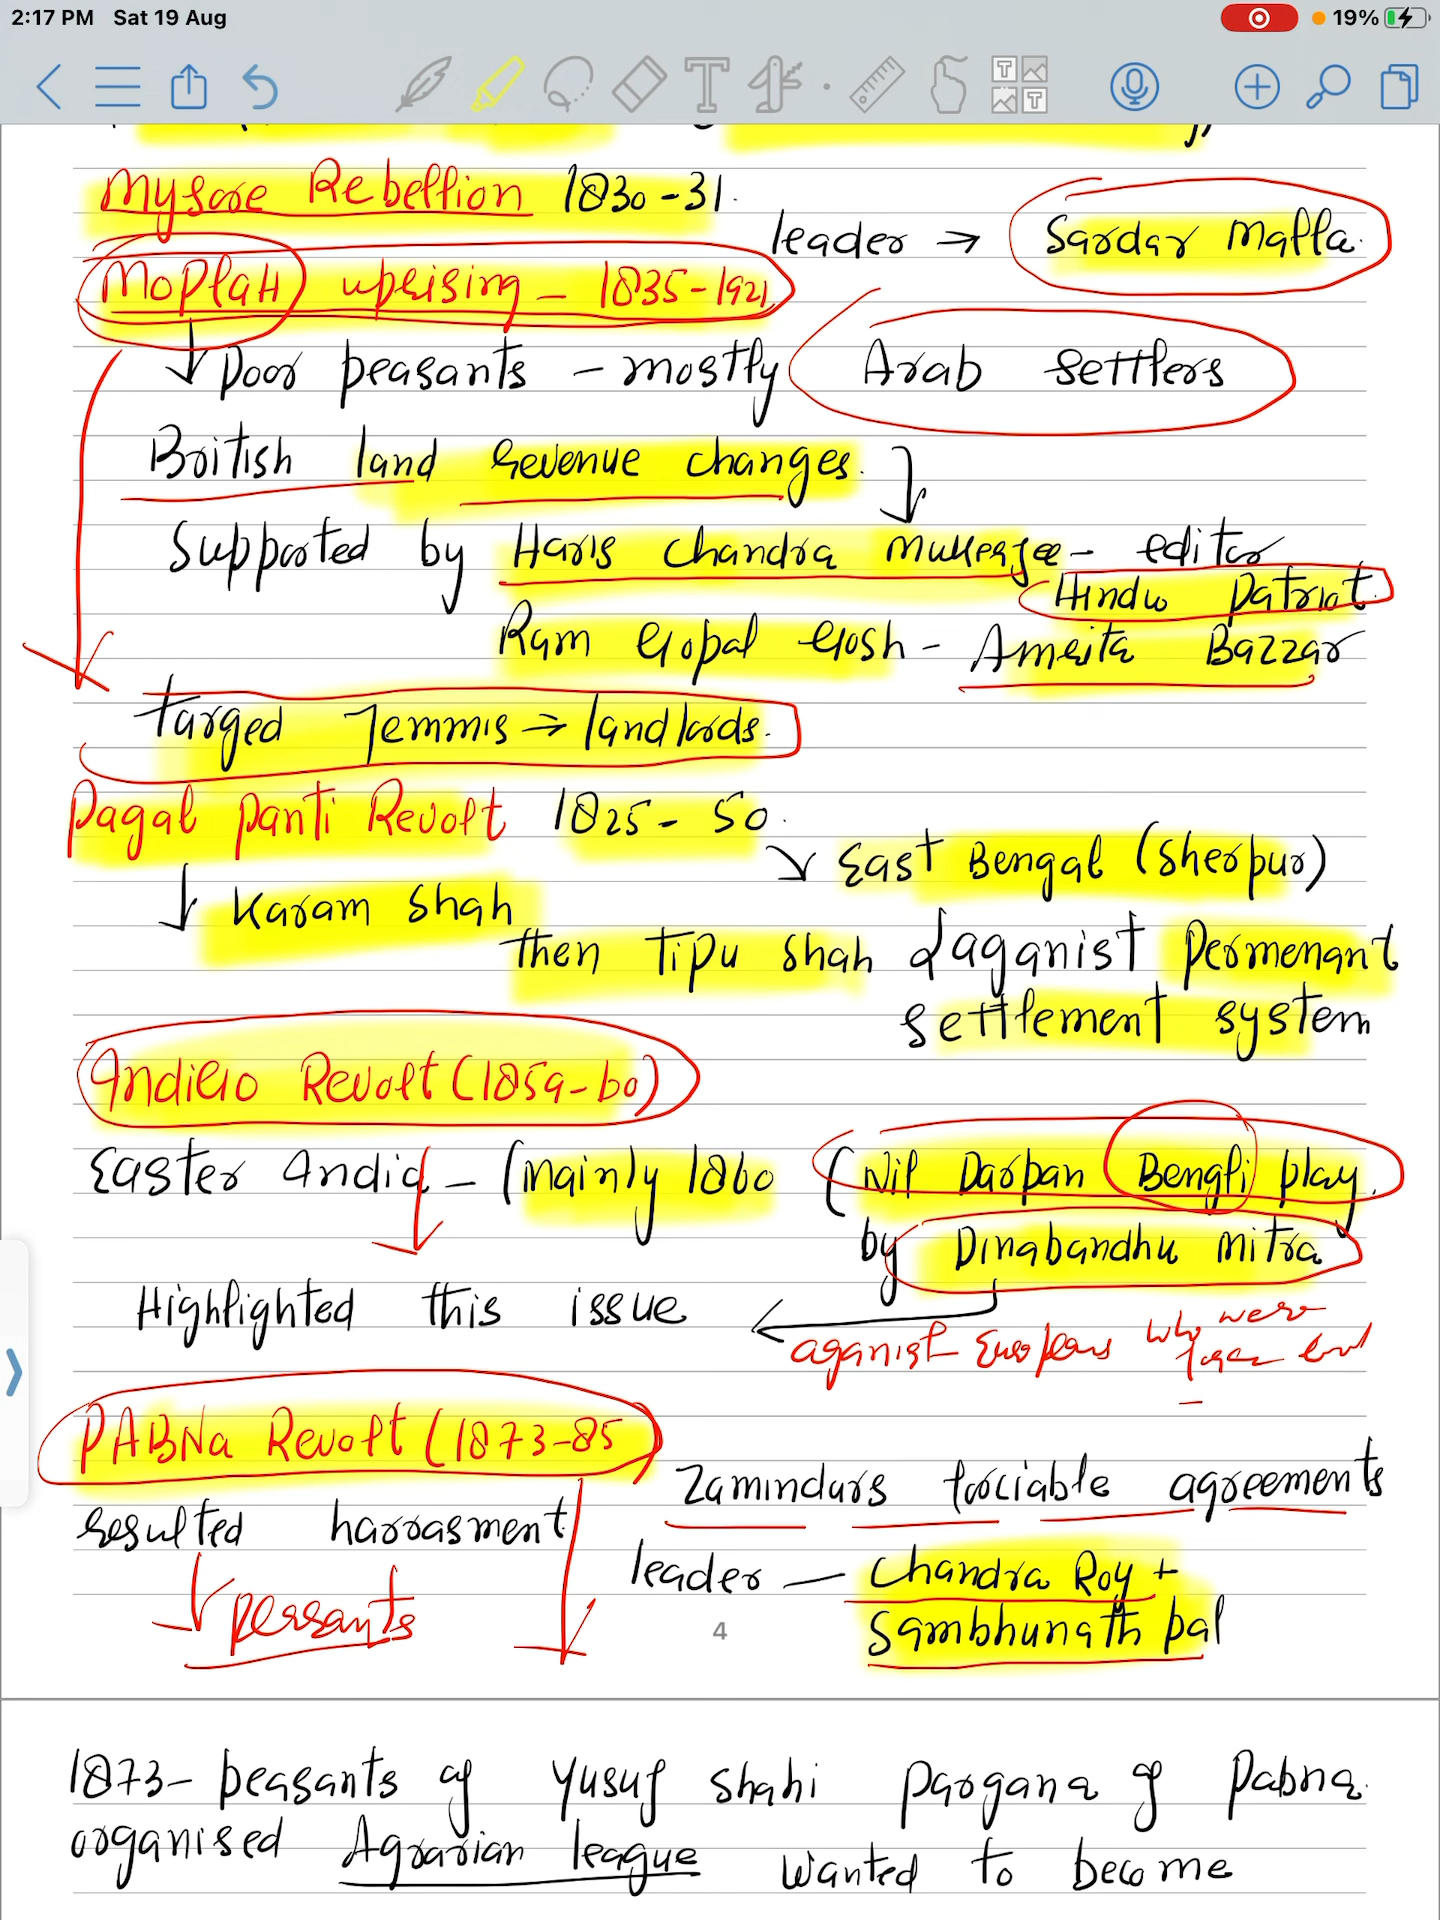 2:17 PM Sat 19 Aug
19%
Mysore Rebellion 1830-31.
leader → Sardar Malla.
MoPlaH uprising - 1835-1921
↓ Poor peasants - mostly Arab settlers
British land revenue changes.
Supported by Haris Chandra Mukerjee - editor
Hindu Patriot.
Ram Gopal Gosh - Amrita Bazzar
Targed Jemmis → landlords.
Pagal Panti Revolt 1825-50.
↘ East Bengal (Sherpur)
↓ Karam Shah
then Tipu Shah
aganist Permenant
settlement system
Indigo Revolt (1859-60)
Easter India - (Mainly 1860
(Nil Darpan Bengli play.
by Dinabandhu Mitra
Highlighted this issue
aganist Europeans who were
PABNa Revolt (1873-85)
Zamindars forciable agreements
resulted harrasment
leader - Chandra Roy +
↓ peasants
Sambhunath pal
4
1873- peasants of Yusuf Shahi Pargana of Pabna.
organised Agrarian league wanted to become